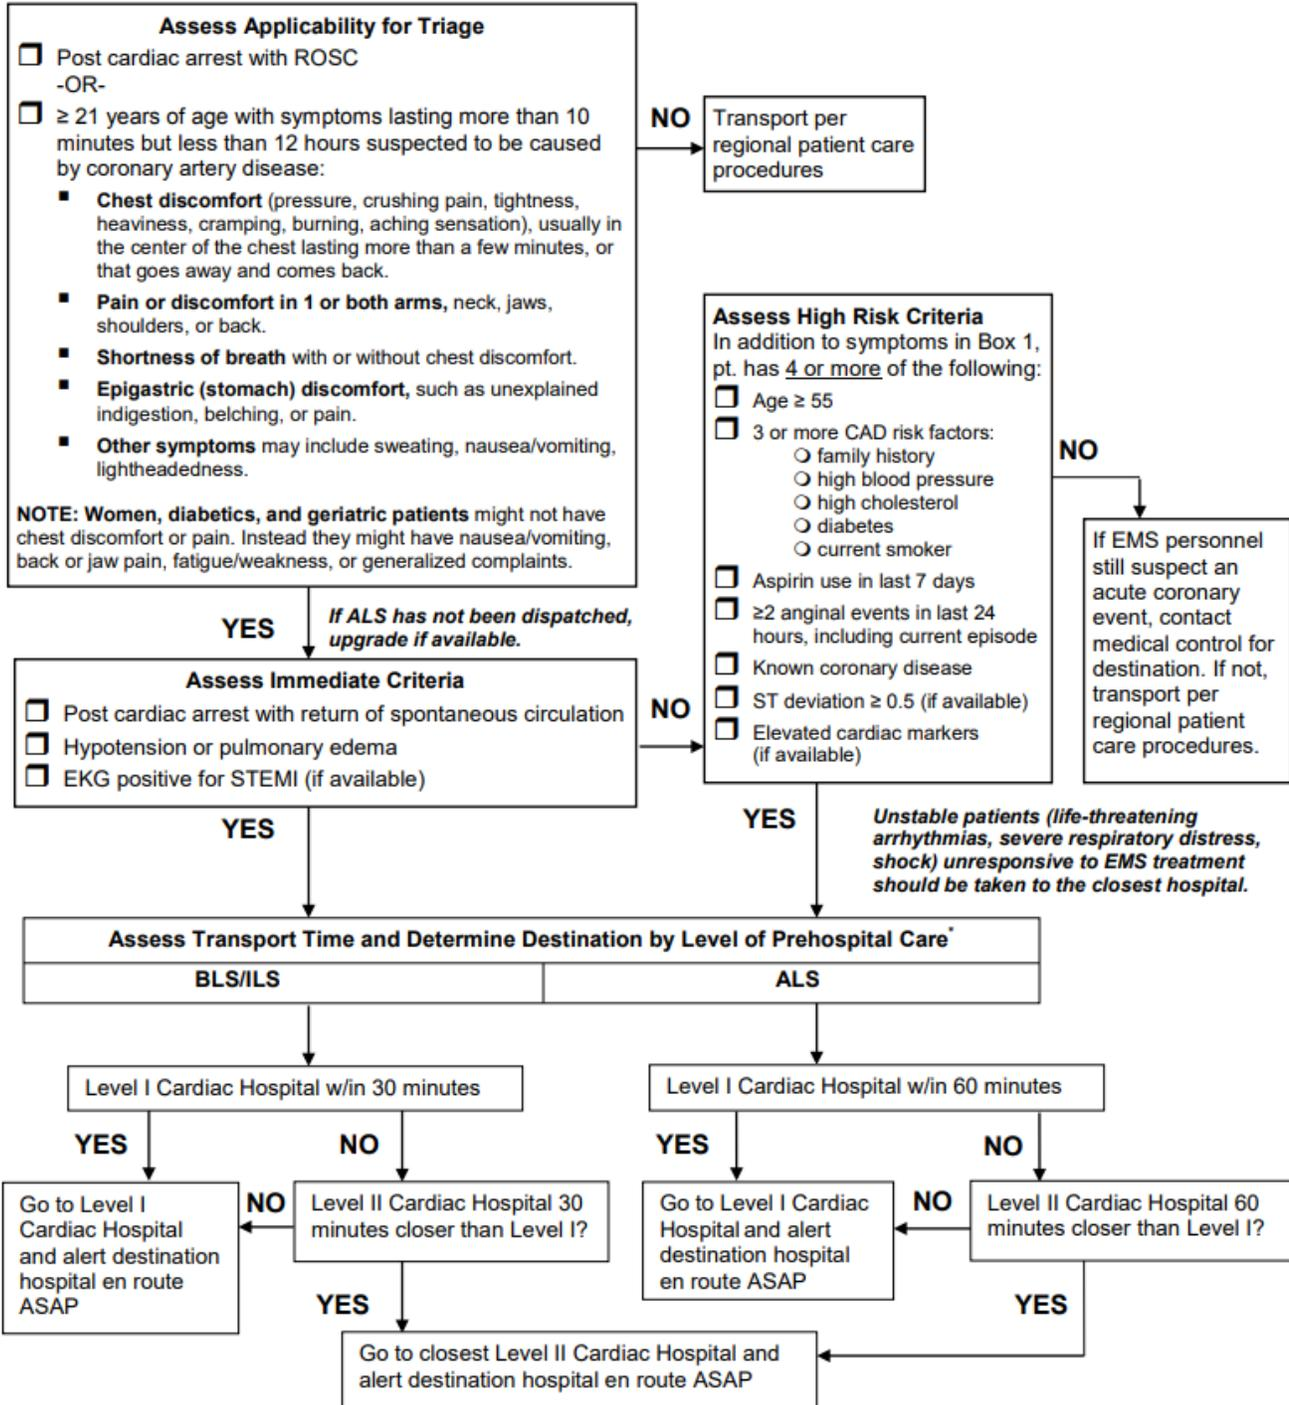 Assess Applicability for Triage
❒ Post cardiac arrest with ROSC
-OR-
❒ ≥ 21 years of age with symptoms lasting more than 10
minutes but less than 12 hours suspected to be caused
by coronary artery disease:
▪ Chest discomfort (pressure, crushing pain, tightness,
heaviness, cramping, burning, aching sensation), usually in
the center of the chest lasting more than a few minutes, or
that goes away and comes back.
▪ Pain or discomfort in 1 or both arms, neck, jaws,
shoulders, or back.
▪ Shortness of breath with or without chest discomfort.
▪ Epigastric (stomach) discomfort, such as unexplained
indigestion, belching, or pain.
▪ Other symptoms may include sweating, nausea/vomiting,
lightheadedness.
NOTE: Women, diabetics, and geriatric patients might not have
chest discomfort or pain. Instead they might have nausea/vomiting,
back or jaw pain, fatigue/weakness, or generalized complaints.
NO
Transport per
regional patient care
procedures
YES
If ALS has not been dispatched,
upgrade if available.
Assess Immediate Criteria
❒ Post cardiac arrest with return of spontaneous circulation
❒ Hypotension or pulmonary edema
❒ EKG positive for STEMI (if available)
NO
Assess High Risk Criteria
In addition to symptoms in Box 1,
pt. has 4 or more of the following:
❒ Age ≥ 55
❒ 3 or more CAD risk factors:
❍ family history
❍ high blood pressure
❍ high cholesterol
❍ diabetes
❍ current smoker
❒ Aspirin use in last 7 days
❒ ≥2 anginal events in last 24
hours, including current episode
❒ Known coronary disease
❒ ST deviation ≥ 0.5 (if available)
❒ Elevated cardiac markers
(if available)
NO
If EMS personnel
still suspect an
acute coronary
event, contact
medical control for
destination. If not,
transport per
regional patient
care procedures.
YES
YES
Unstable patients (life-threatening
arrhythmias, severe respiratory distress,
shock) unresponsive to EMS treatment
should be taken to the closest hospital.
Assess Transport Time and Determine Destination by Level of Prehospital Care*
BLS/ILS
ALS
Level I Cardiac Hospital w/in 30 minutes
Level I Cardiac Hospital w/in 60 minutes
YES
NO
YES
NO
Go to Level I
Cardiac Hospital
and alert destination
hospital en route
ASAP
NO
Level II Cardiac Hospital 30
minutes closer than Level I?
Go to Level I Cardiac
Hospital and alert
destination hospital
en route ASAP
NO
Level II Cardiac Hospital 60
minutes closer than Level I?
YES
YES
Go to closest Level II Cardiac Hospital and
alert destination hospital en route ASAP